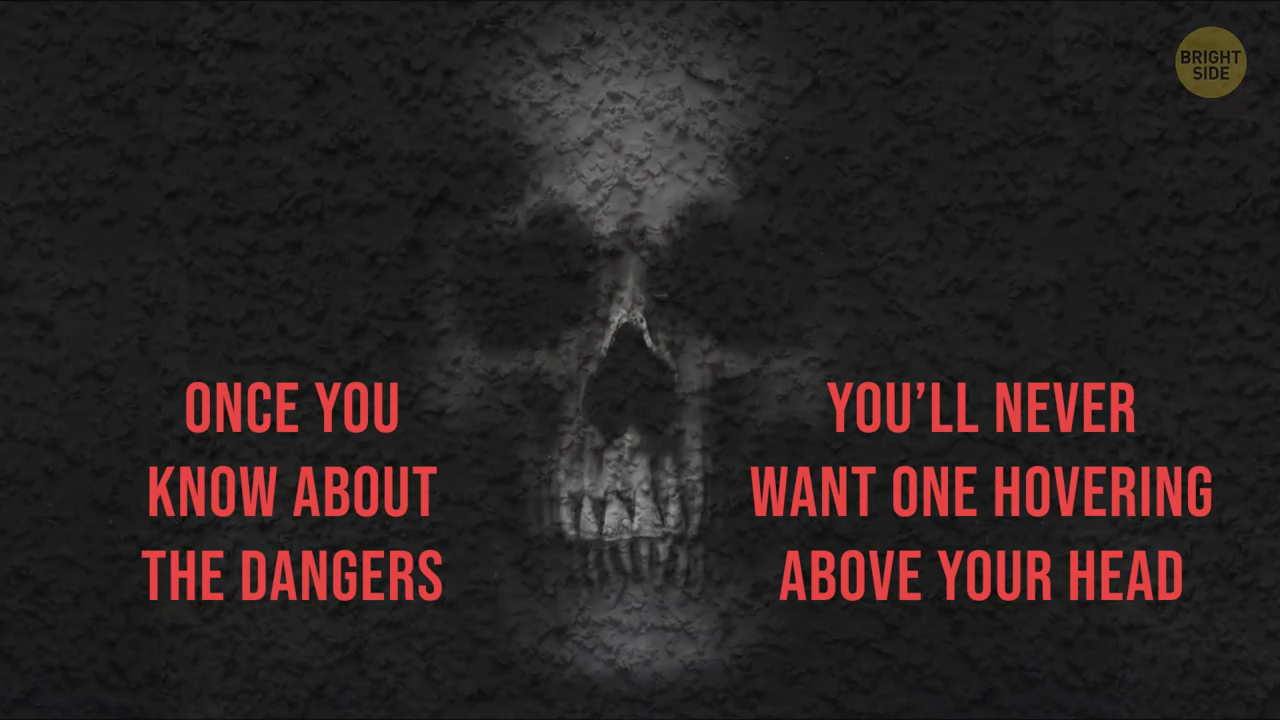 BRIGHT
SIDE
ONCE YOU
KNOW ABOUT
THE DANGERS
YOU’LL NEVER
WANT ONE HOVERING
ABOVE YOUR HEAD